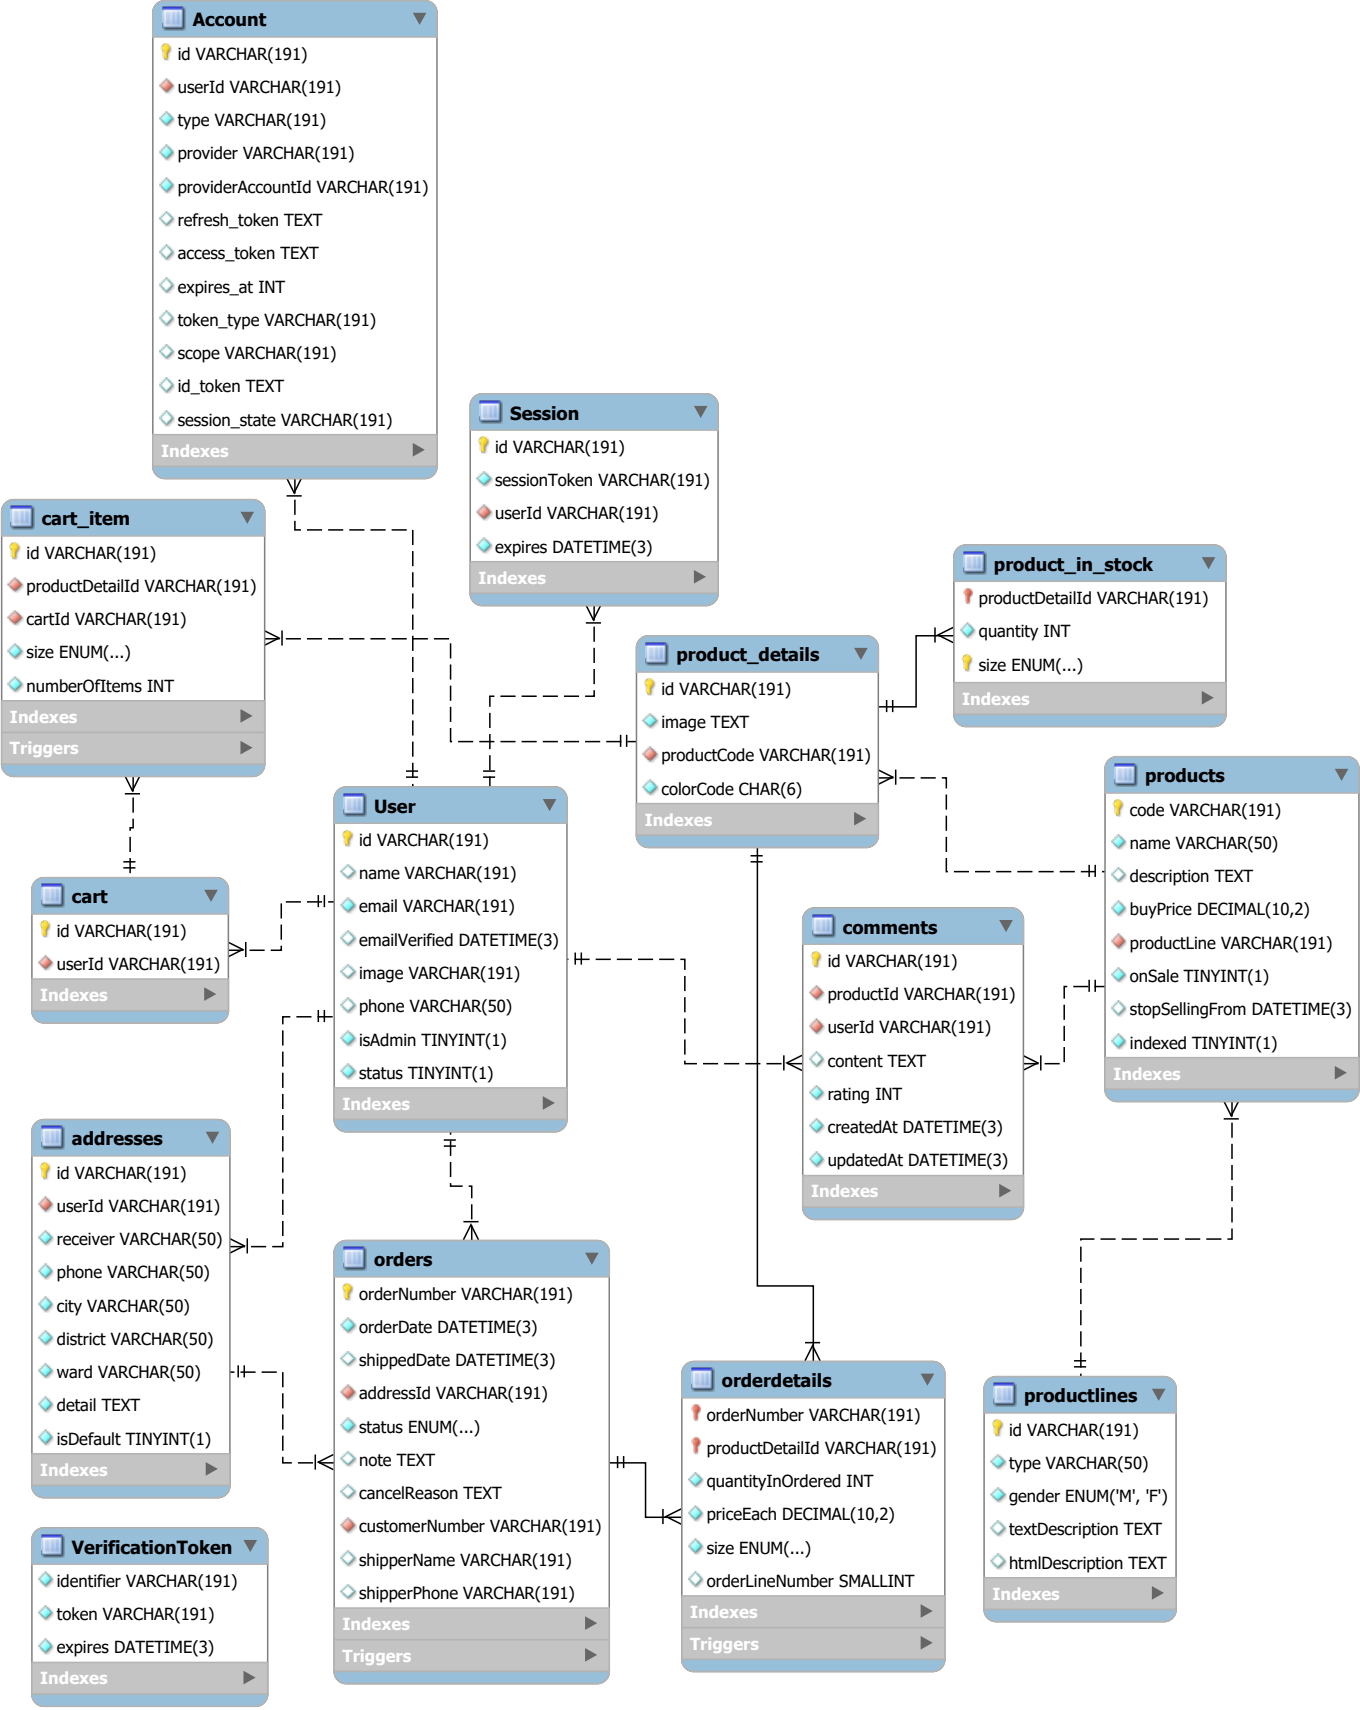 Account
id VARCHAR(191)
userId VARCHAR(191)
type VARCHAR(191)
provider VARCHAR(191)
providerAccountId VARCHAR(191)
refresh_token TEXT
access_token TEXT
expires_at INT
token_type VARCHAR(191)
scope VARCHAR(191)
id_token TEXT
session_state VARCHAR(191)
Indexes
Session
id VARCHAR(191)
sessionToken VARCHAR(191)
userId VARCHAR(191)
expires DATETIME(3)
Indexes
cart_item
id VARCHAR(191)
productDetailId VARCHAR(191)
cartId VARCHAR(191)
size ENUM(...)
numberOfItems INT
Indexes
Triggers
product_in_stock
productDetailId VARCHAR(191)
quantity INT
size ENUM(...)
Indexes
product_details
id VARCHAR(191)
image TEXT
productCode VARCHAR(191)
colorCode CHAR(6)
Indexes
products
code VARCHAR(191)
name VARCHAR(50)
description TEXT
buyPrice DECIMAL(10,2)
productLine VARCHAR(191)
onSale TINYINT(1)
stopSellingFrom DATETIME(3)
indexed TINYINT(1)
Indexes
User
id VARCHAR(191)
name VARCHAR(191)
email VARCHAR(191)
emailVerified DATETIME(3)
image VARCHAR(191)
phone VARCHAR(50)
isAdmin TINYINT(1)
status TINYINT(1)
Indexes
cart
id VARCHAR(191)
userId VARCHAR(191)
Indexes
comments
id VARCHAR(191)
productId VARCHAR(191)
userId VARCHAR(191)
content TEXT
rating INT
createdAt DATETIME(3)
updatedAt DATETIME(3)
Indexes
addresses
id VARCHAR(191)
userId VARCHAR(191)
receiver VARCHAR(50)
phone VARCHAR(50)
city VARCHAR(50)
district VARCHAR(50)
ward VARCHAR(50)
detail TEXT
isDefault TINYINT(1)
Indexes
orders
orderNumber VARCHAR(191)
orderDate DATETIME(3)
shippedDate DATETIME(3)
addressId VARCHAR(191)
status ENUM(...)
note TEXT
cancelReason TEXT
customerNumber VARCHAR(191)
shipperName VARCHAR(191)
shipperPhone VARCHAR(191)
Indexes
Triggers
orderdetails
orderNumber VARCHAR(191)
productDetailId VARCHAR(191)
quantityInOrdered INT
priceEach DECIMAL(10,2)
size ENUM(...)
orderLineNumber SMALLINT
Indexes
Triggers
productlines
id VARCHAR(191)
type VARCHAR(50)
gender ENUM('M', 'F')
textDescription TEXT
htmlDescription TEXT
Indexes
VerificationToken
identifier VARCHAR(191)
token VARCHAR(191)
expires DATETIME(3)
Indexes